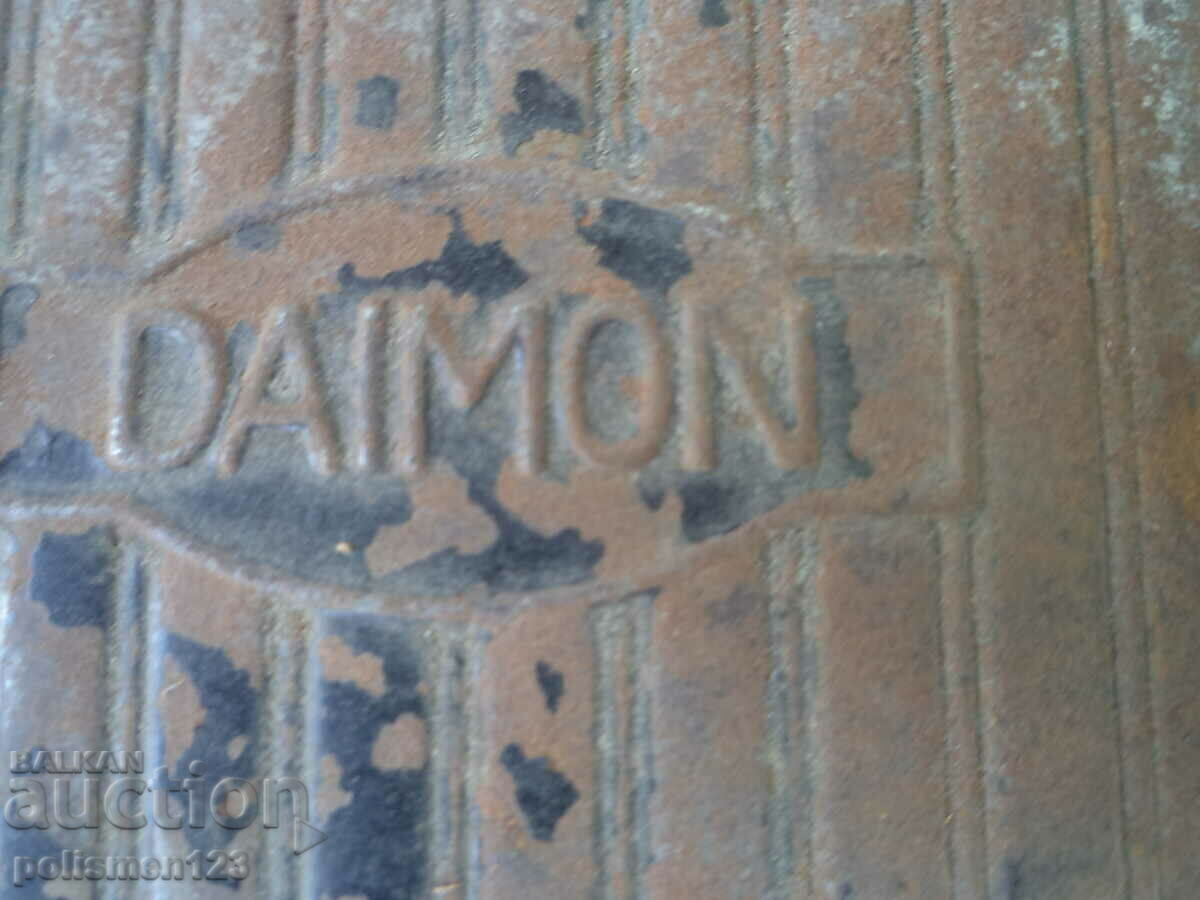 DAIMON
BALKAN
auction
polismen123